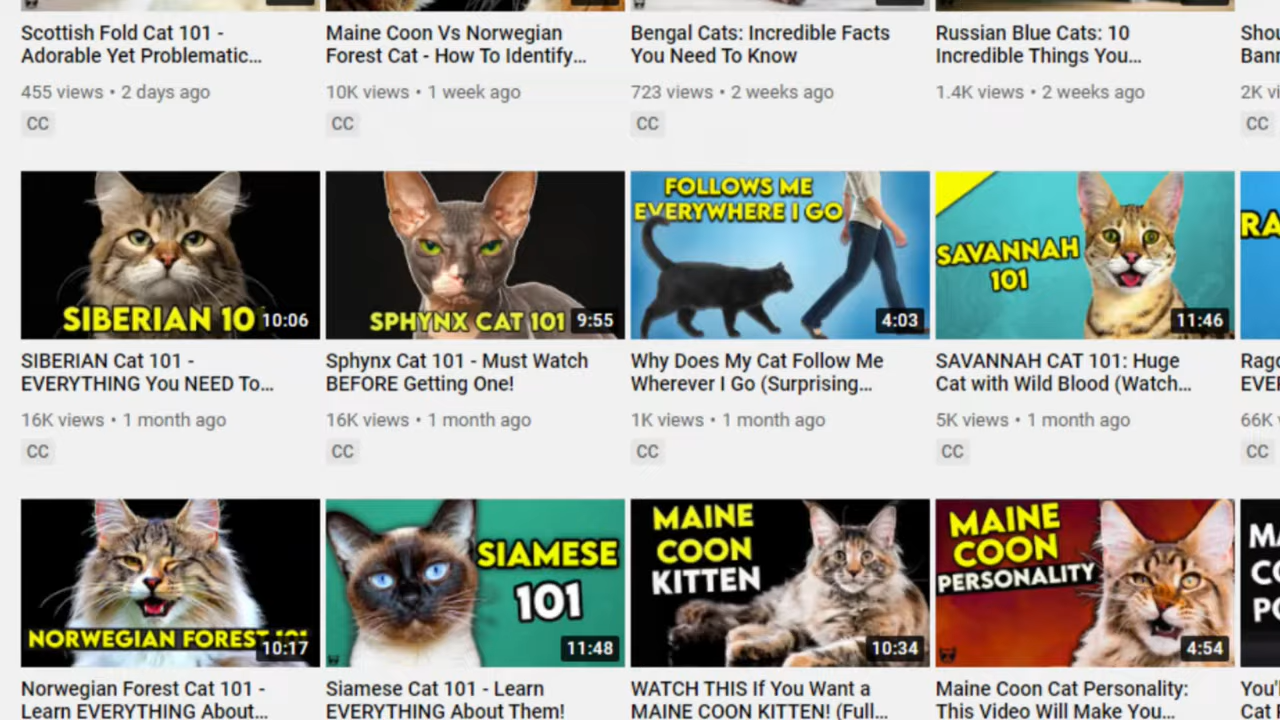 Scottish Fold Cat 101 -
Adorable Yet Problematic...
455 views • 2 days ago
CC
Maine Coon Vs Norwegian
Forest Cat - How To Identify...
10K views • 1 week ago
CC
Bengal Cats: Incredible Facts
You Need To Know
723 views • 2 weeks ago
CC
Russian Blue Cats: 10
Incredible Things You...
1.4K views • 2 weeks ago
2K
CC
SIBERIAN 10
10:06
SIBERIAN Cat 101 -
EVERYTHING You NEED To...
16K views • 1 month ago
CC
SPHYNX CAT 101
9:55
Sphynx Cat 101 - Must Watch
BEFORE Getting One!
16K views • 1 month ago
CC
FOLLOWS ME
EVERYWHERE I GO
4:03
Why Does My Cat Follow Me
Wherever I Go (Surprising...
1K views • 1 month ago
CC
SAVANNAH
101
11:46
SAVANNAH CAT 101: Huge
Cat with Wild Blood (Watch...
5K views • 1 month ago
CC
66K
CC
NORWEGIAN FOREST 101
10:17
Norwegian Forest Cat 101 -
Learn EVERYTHING About...
SIAMESE
101
11:48
Siamese Cat 101 - Learn
EVERYTHING About Them!
MAINE
COON
KITTEN
10:34
WATCH THIS If You Want a
MAINE COON KITTEN! (Full...
MAINE
COON
PERSONALITY
4:54
Maine Coon Cat Personality:
This Video Will Make You...
Cat